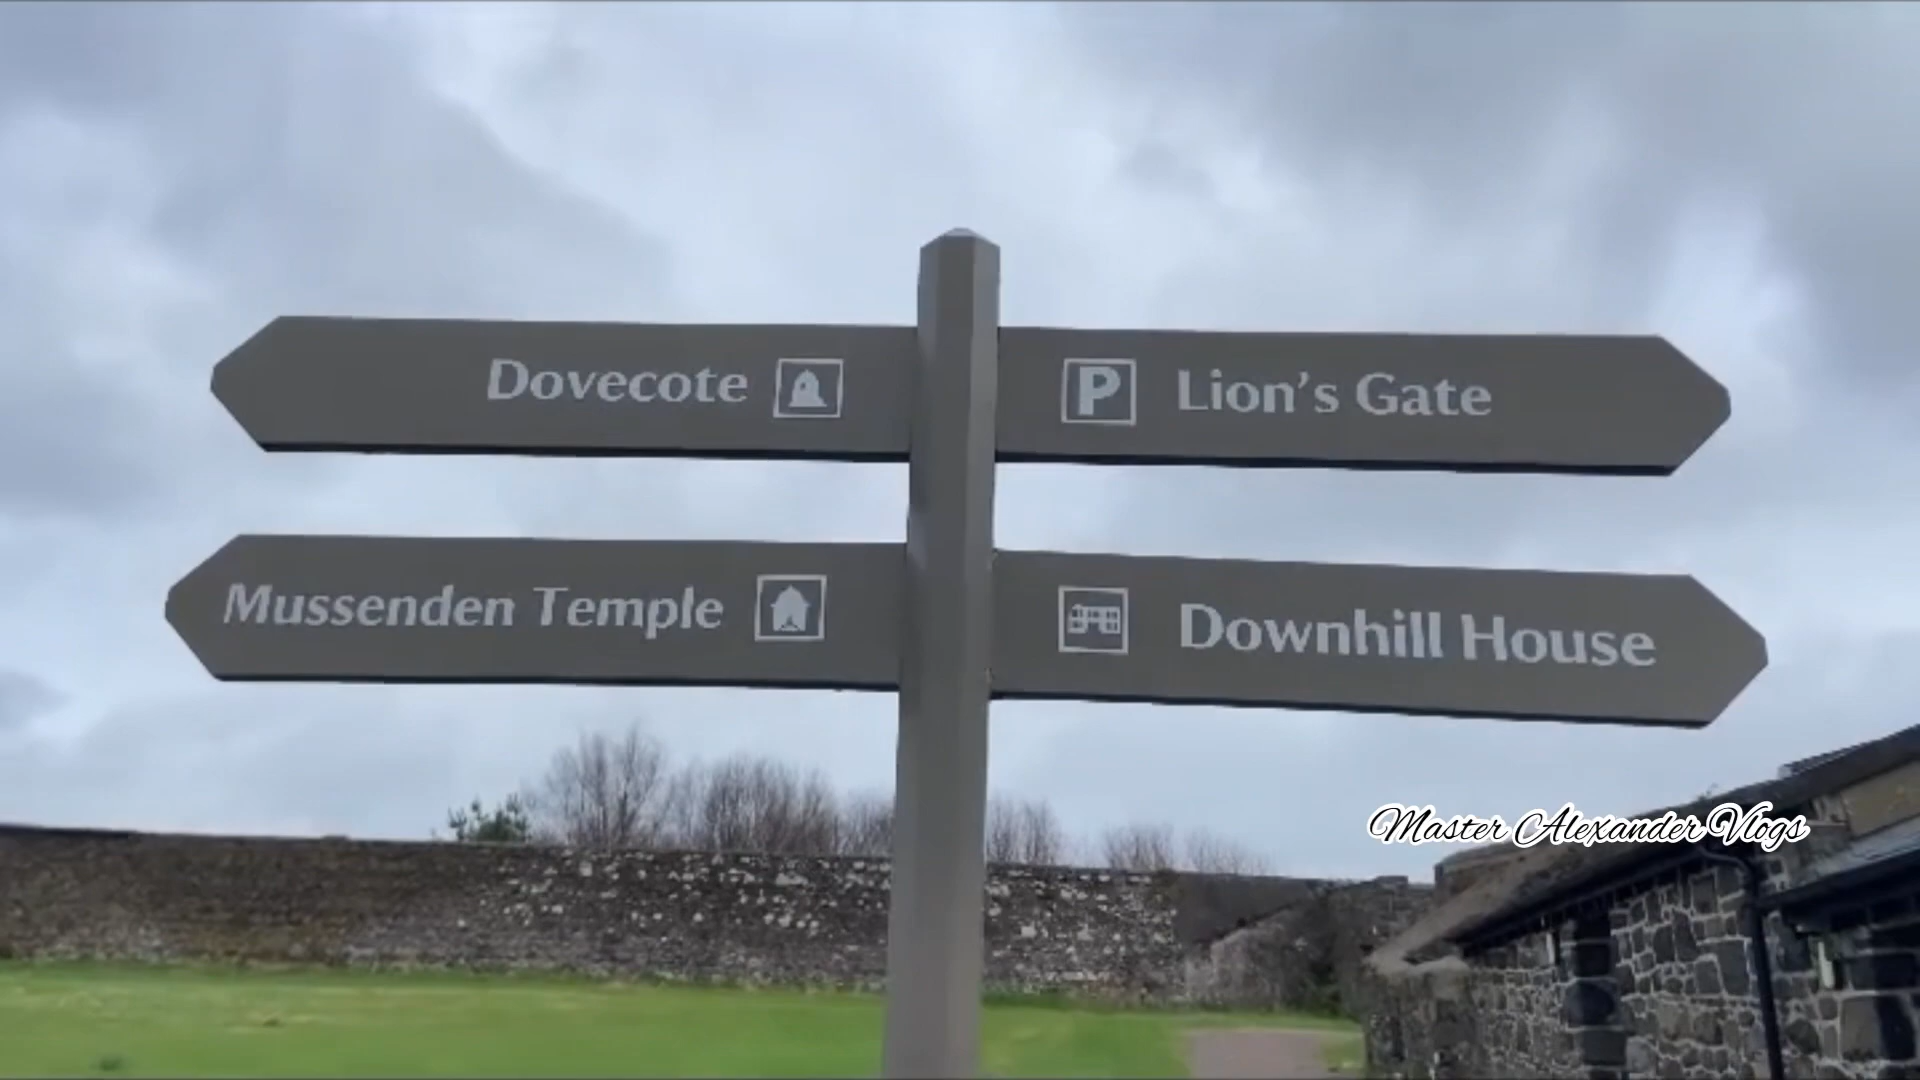 Dovecote
P Lion's Gate
Mussenden Temple
Downhill House
Master Alexander Vlogs